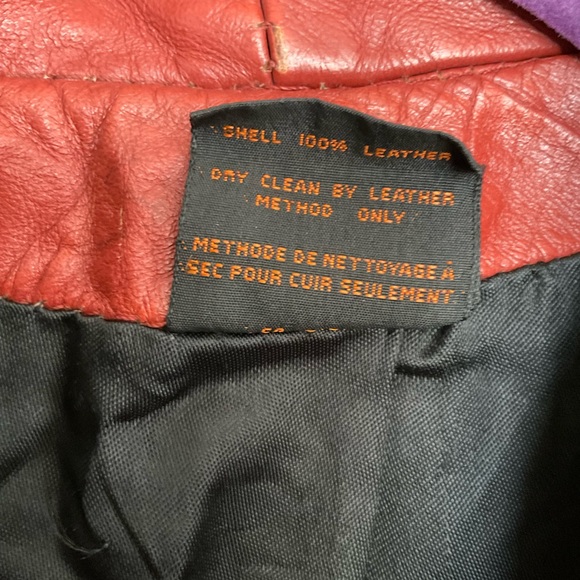 SHELL 100% LEATHER
DRY CLEAN BY LEATHER
METHOD ONLY
METHODE DE NETTOYAGE À
SEC POUR CUIR SEULEMENT